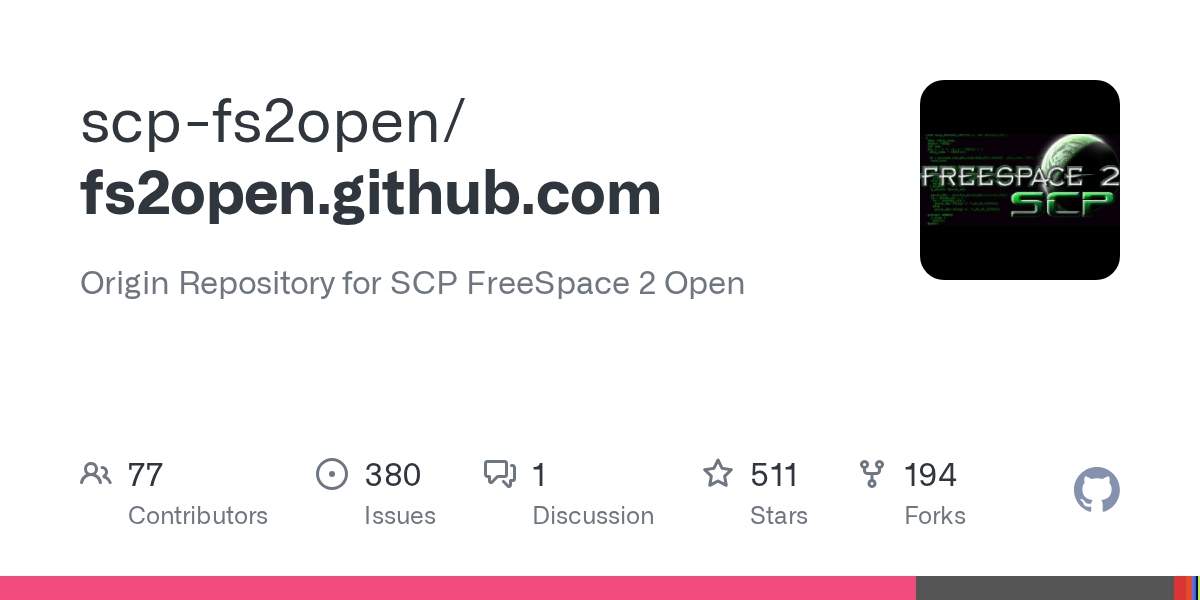 scp-fs2open/
fs2open.github.com
Origin Repository for SCP FreeSpace 2 Open
FREESPACE 2
SCP
77
Contributors
380
Issues
1
Discussion
511
Stars
194
Forks